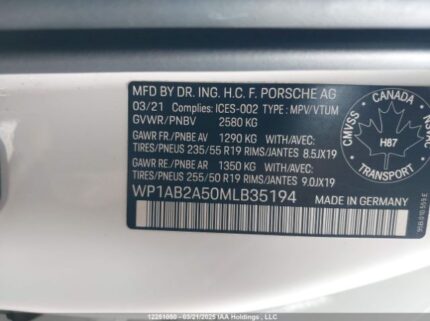 MFD BY DR. ING. H.C. F. PORSCHE AG
03/21 Complies: ICES-002 TYPE: MPV/VTUM
GVWR/PNBV 2580 KG
GAWR FR/PNBE AV 1290 KG WITH/AVEC:
TIRES/PNEUS 235/55 R19 RIMS/JANTES 8.5JX19
GAWR RE/PNBE AR 1350 KG WITH/AVEC:
TIRES/PNEUS 255/50 R19 RIMS/JANTES 9.0JX19
WP1AB2A50MLB35194 MADE IN GERMANY
CANADA
CMVSS
NSVAC
H87
TRANSPORT
12251050 - 03/21/2025 IAA Holdings, LLC